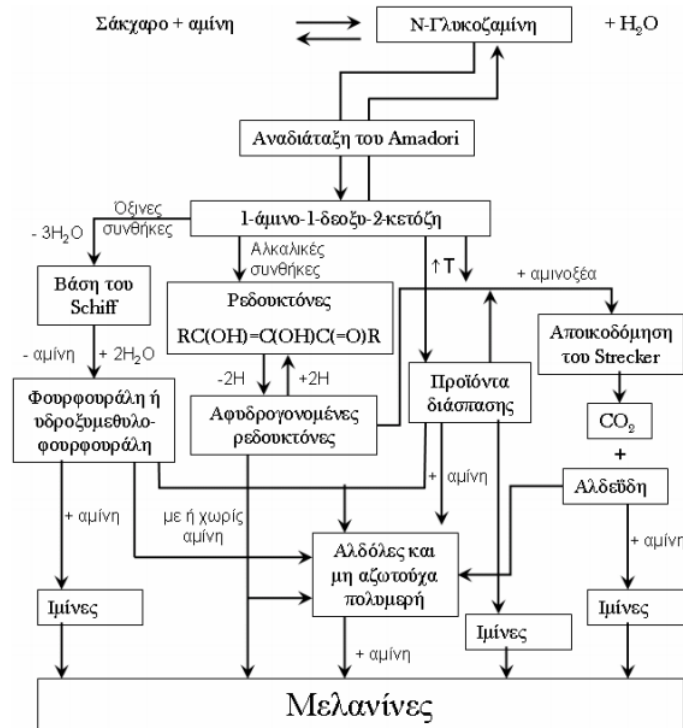 Σάκχαρο + αμίνη
Ν-Γλυκοζαμίνη
+ H₂O
Αναδιάταξη του Amadori
Όξινες
συνθήκες
- 3H₂O
1-άμινο-1-δεοξυ-2-κετόζη
Αλκαλικές
συνθήκες
↑ T
+ αμινοξέα
Βάση του
Schiff
Ρεδουκτόνες
RC(OH)=C(OH)C(=O)R
Αποικοδόμηση
του Strecker
- αμίνη
+ 2H₂O
-2H
+2H
Προϊόντα
διάσπασης
Φουρφουράλη ή
υδροξυμεθυλο-
φουρφουράλη
Αφυδρογονομένες
ρεδουκτόνες
CO₂
+
Αλδεΰδη
+ αμίνη
+ αμίνη
με ή χωρίς
αμίνη
+ αμίνη
Αλδόλες και
μη αζωτούχα
πολυμερή
Ιμίνες
Ιμίνες
Ιμίνες
+ αμίνη
Μελανίνες